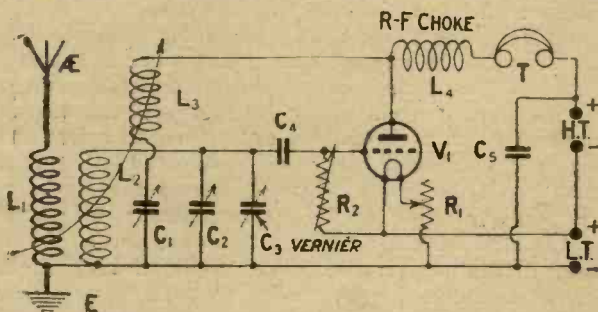 R-F CHOKE
Æ
L₃
L₄
T
+
H.T.
−
C₄
V₁
C₅
L₁
L₂
C₁
C₂
C₃
VERNIER
R₂
R₁
+
L.T.
−
E